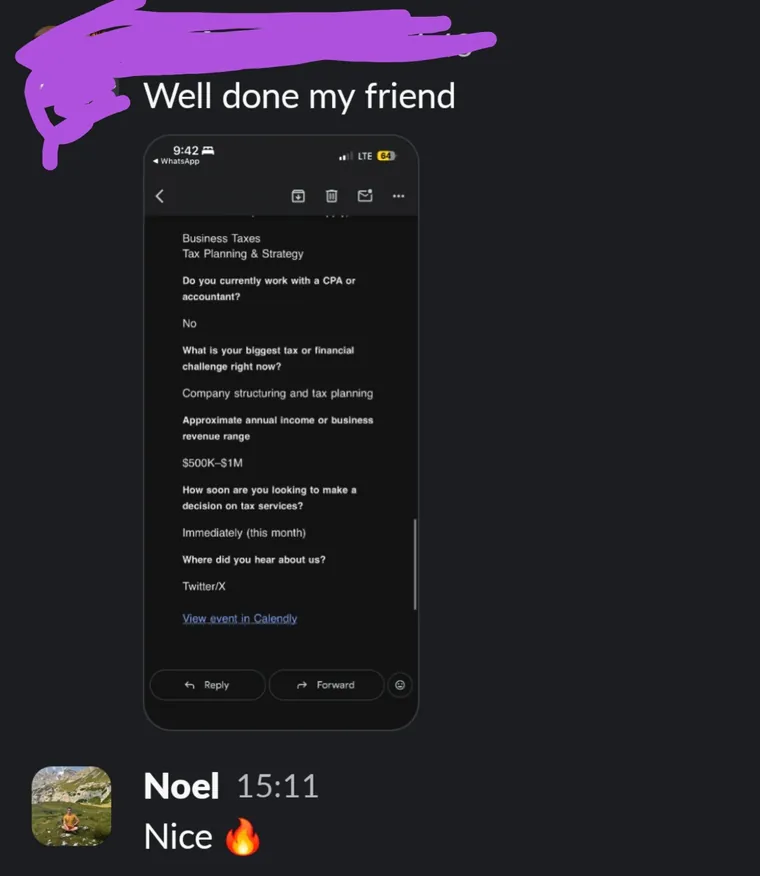 Well done my friend
9:42
WhatsApp
LTE 64
Business Taxes
Tax Planning & Strategy
Do you currently work with a CPA or
accountant?
No
What is your biggest tax or financial
challenge right now?
Company structuring and tax planning
Approximate annual income or business
revenue range
$500K–$1M
How soon are you looking to make a
decision on tax services?
Immediately (this month)
Where did you hear about us?
Twitter/X
View event in Calendly
Reply
Forward
Noel 15:11
Nice 🔥